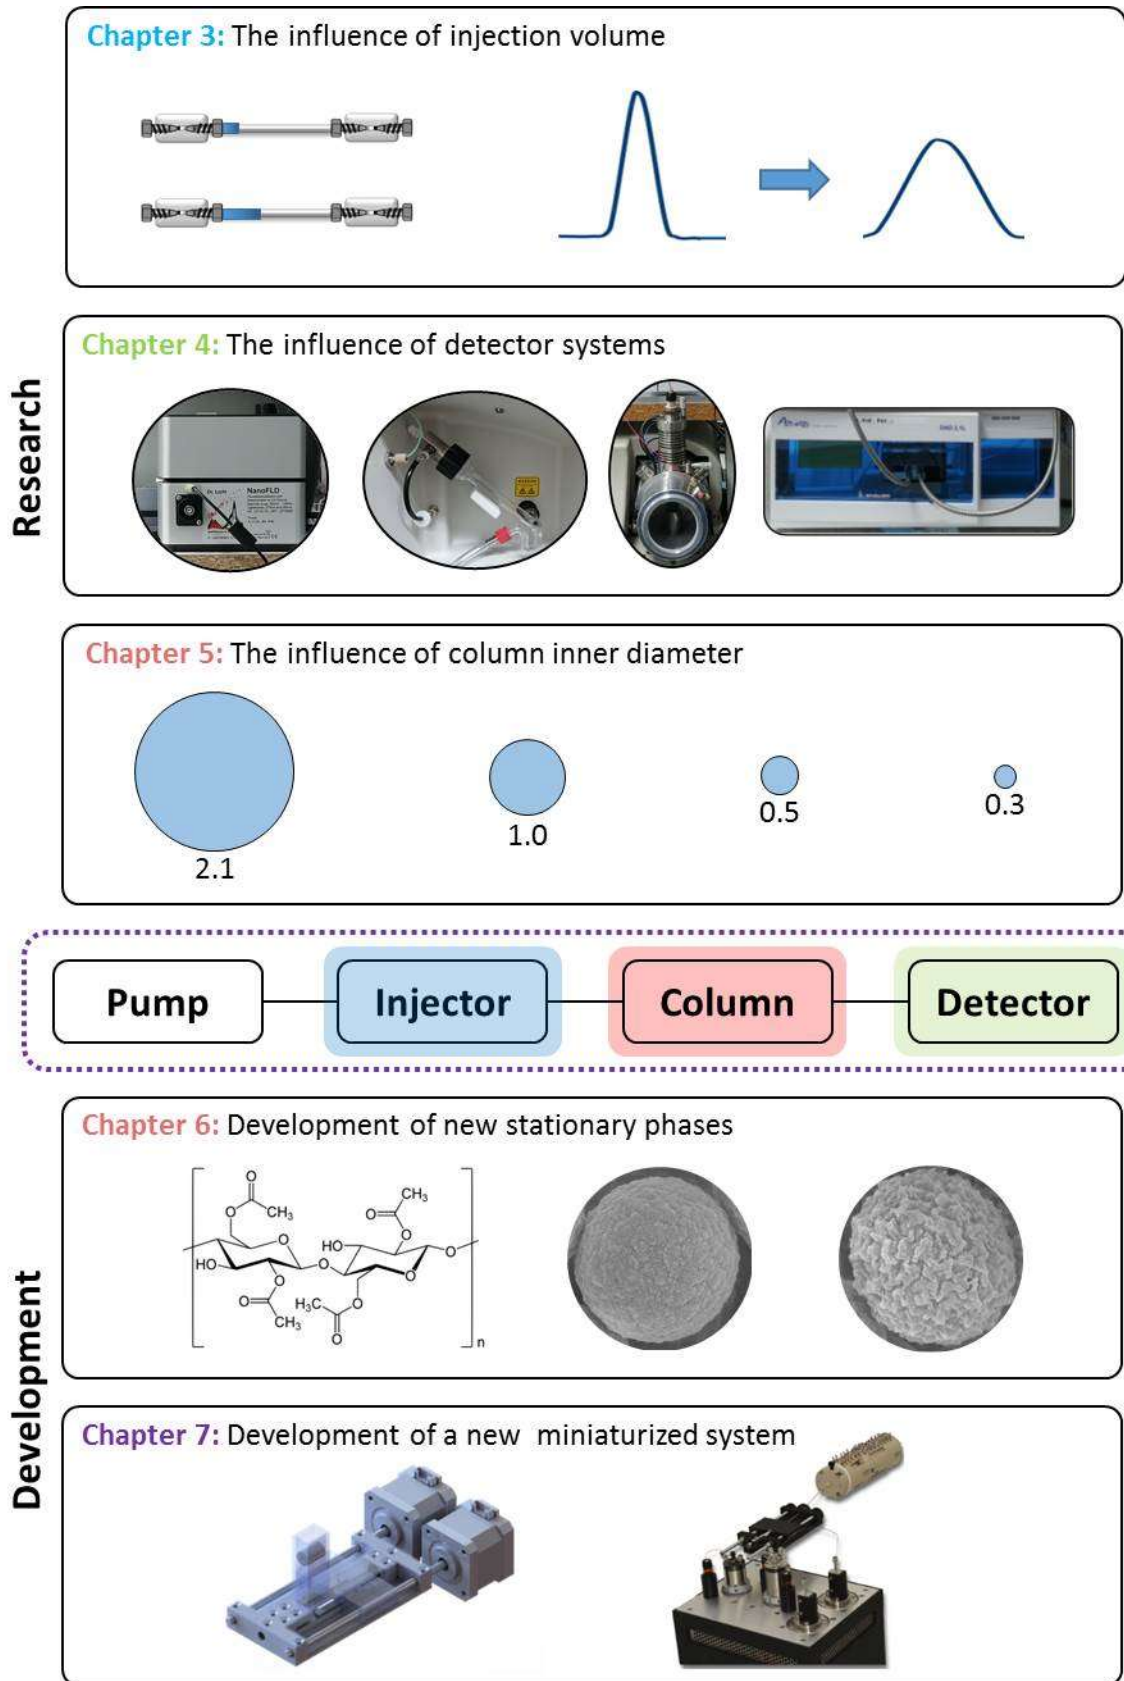 Chapter 3: The influence of injection volume
Research
Chapter 4: The influence of detector systems
NanoFLD
Chapter 5: The influence of column inner diameter
2.1
1.0
0.5
0.3
Pump
Injector
Column
Detector
Development
Chapter 6: Development of new stationary phases
O
O
CH₃
O
O
HO
O
O
CH₃
O
HO
O
CH₃
O
O
O
O
H₃C
O
O
n
Chapter 7: Development of a new miniaturized system